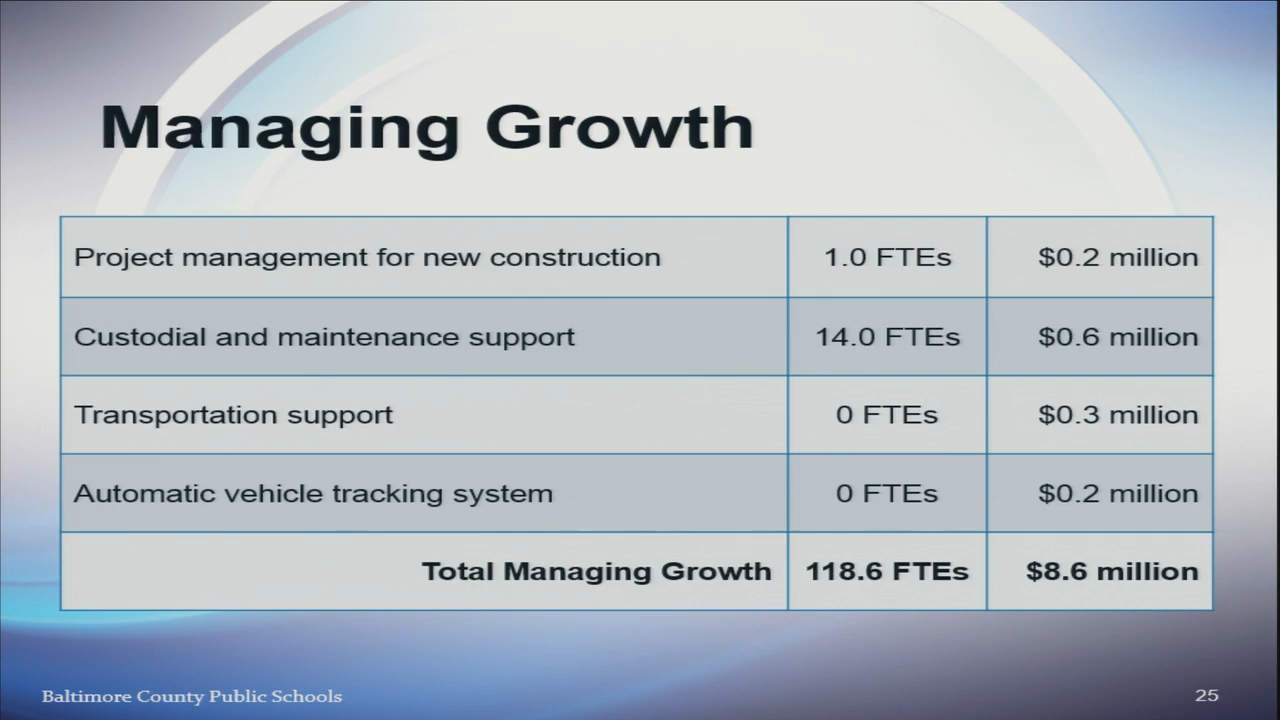 Managing Growth
Project management for new construction 1.0 FTEs $0.2 million
Custodial and maintenance support 14.0 FTEs $0.6 million
Transportation support 0 FTEs $0.3 million
Automatic vehicle tracking system 0 FTEs $0.2 million
Total Managing Growth 118.6 FTEs $8.6 million
Baltimore County Public Schools 25